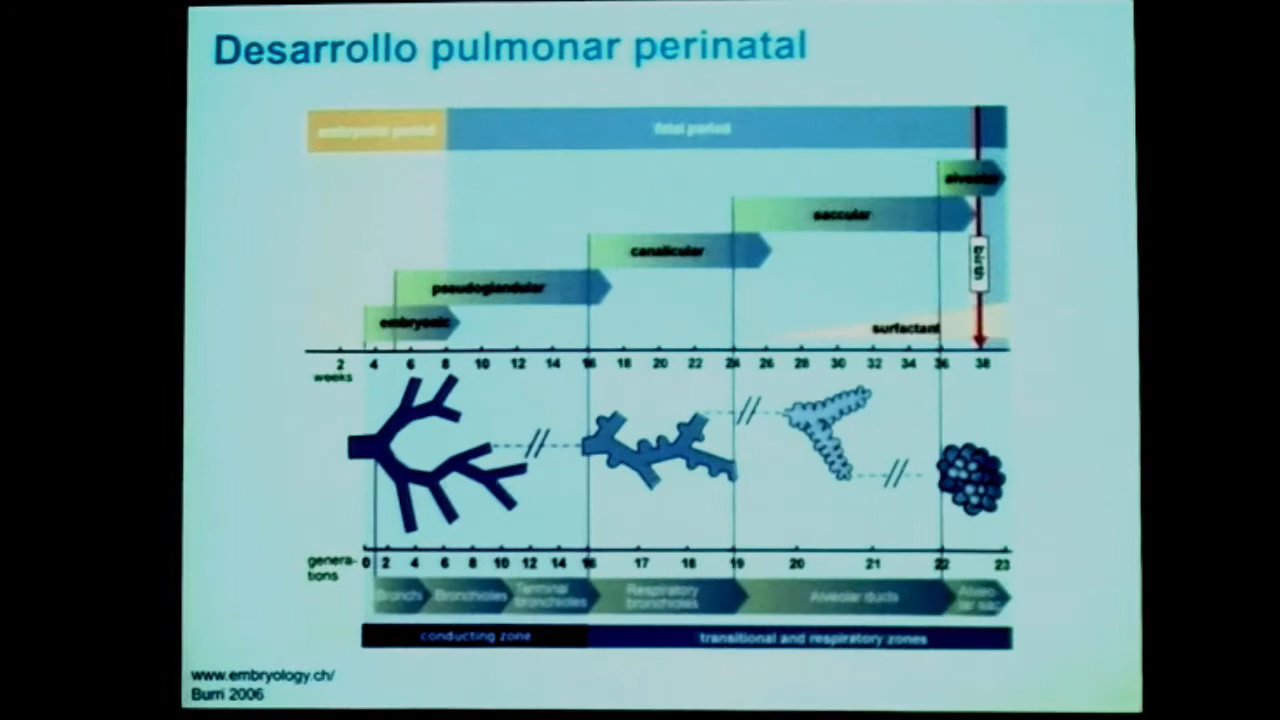 Desarrollo pulmonar perinatal
embryonic period
fetal period
alveolar
saccular
canalicular
birth
pseudoglandular
embryonic
surfactant
2 4 6 8 10 12 14 16 18 20 22 24 26 28 30 32 34 36 38
weeks
genera-
tions
0 2 4 6 8 10 12 14 16 17 18 19 20 21 22 23
Bronchi
Bronchioles
Terminal
bronchioles
Respiratory
bronchioles
Alveolar ducts
Alveo-
lar sac
conducting zone
transitional and respiratory zones
www.embryology.ch/
Burri 2006